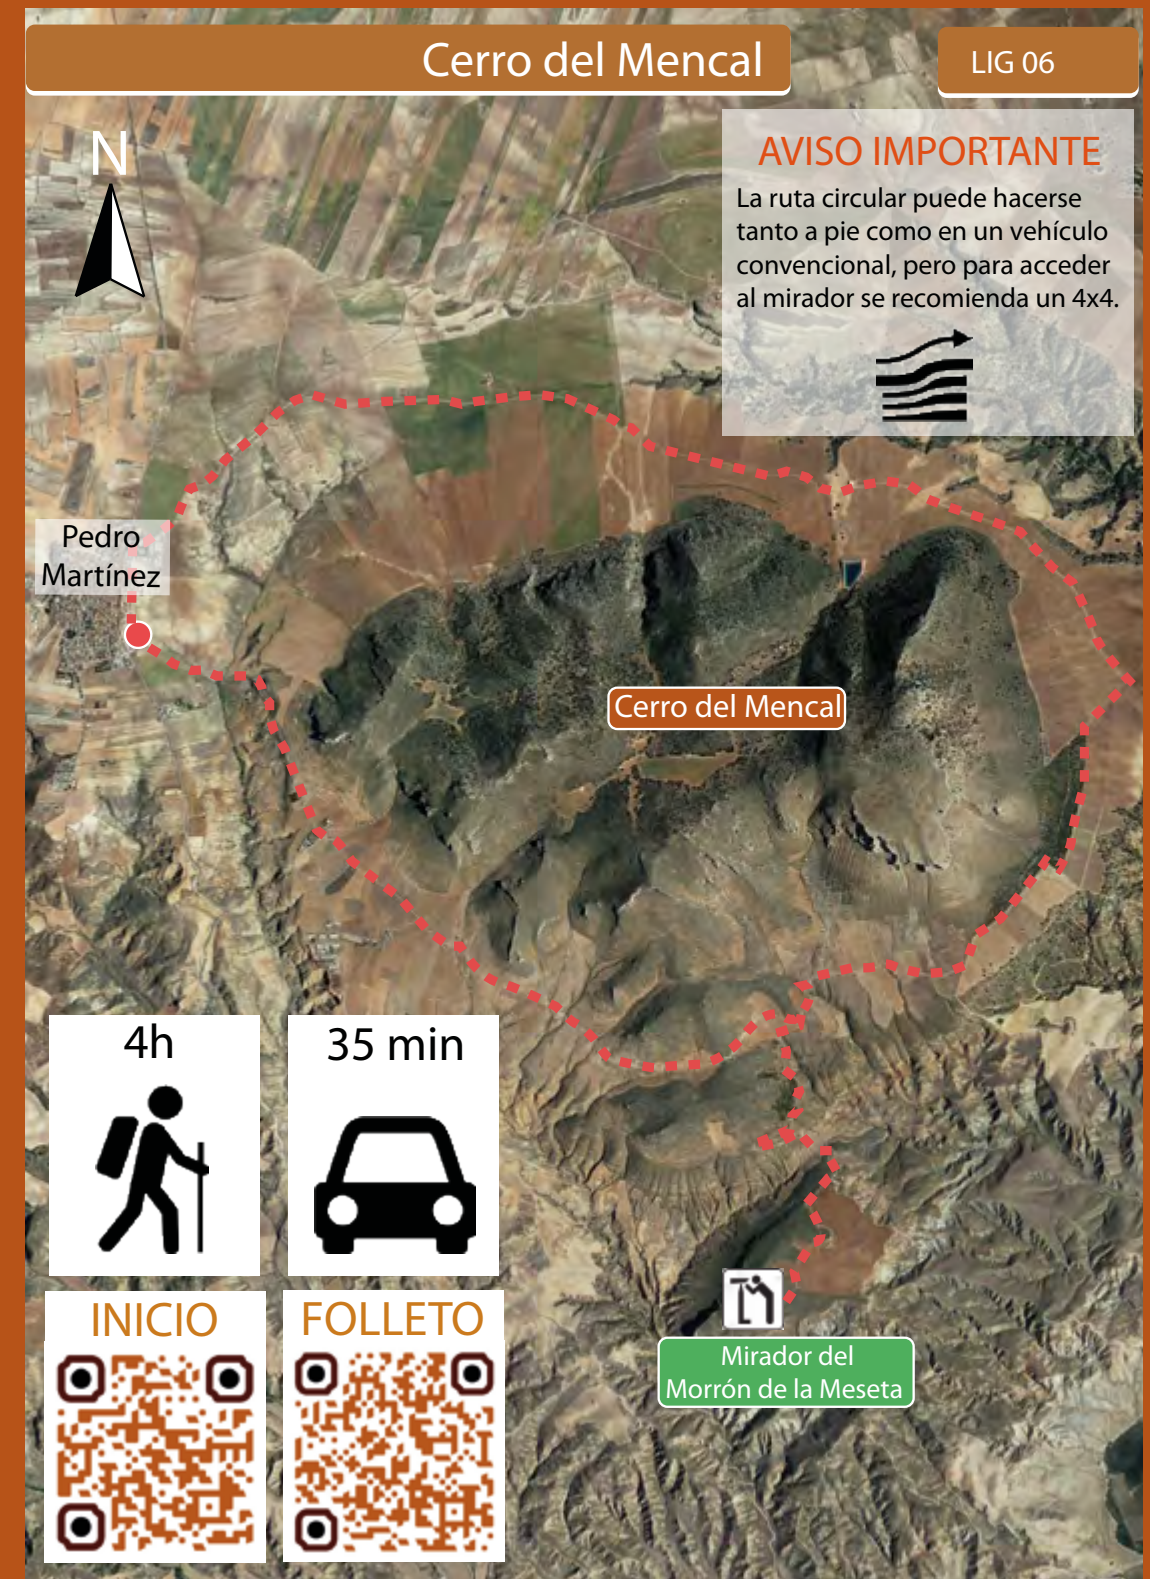 Cerro del Mencal
LIG 06
N
AVISO IMPORTANTE
La ruta circular puede hacerse
tanto a pie como en un vehículo
convencional, pero para acceder
al mirador se recomienda un 4x4.
Pedro
Martínez
Cerro del Mencal
4h
35 min
INICIO
FOLLETO
Mirador del
Morrón de la Meseta